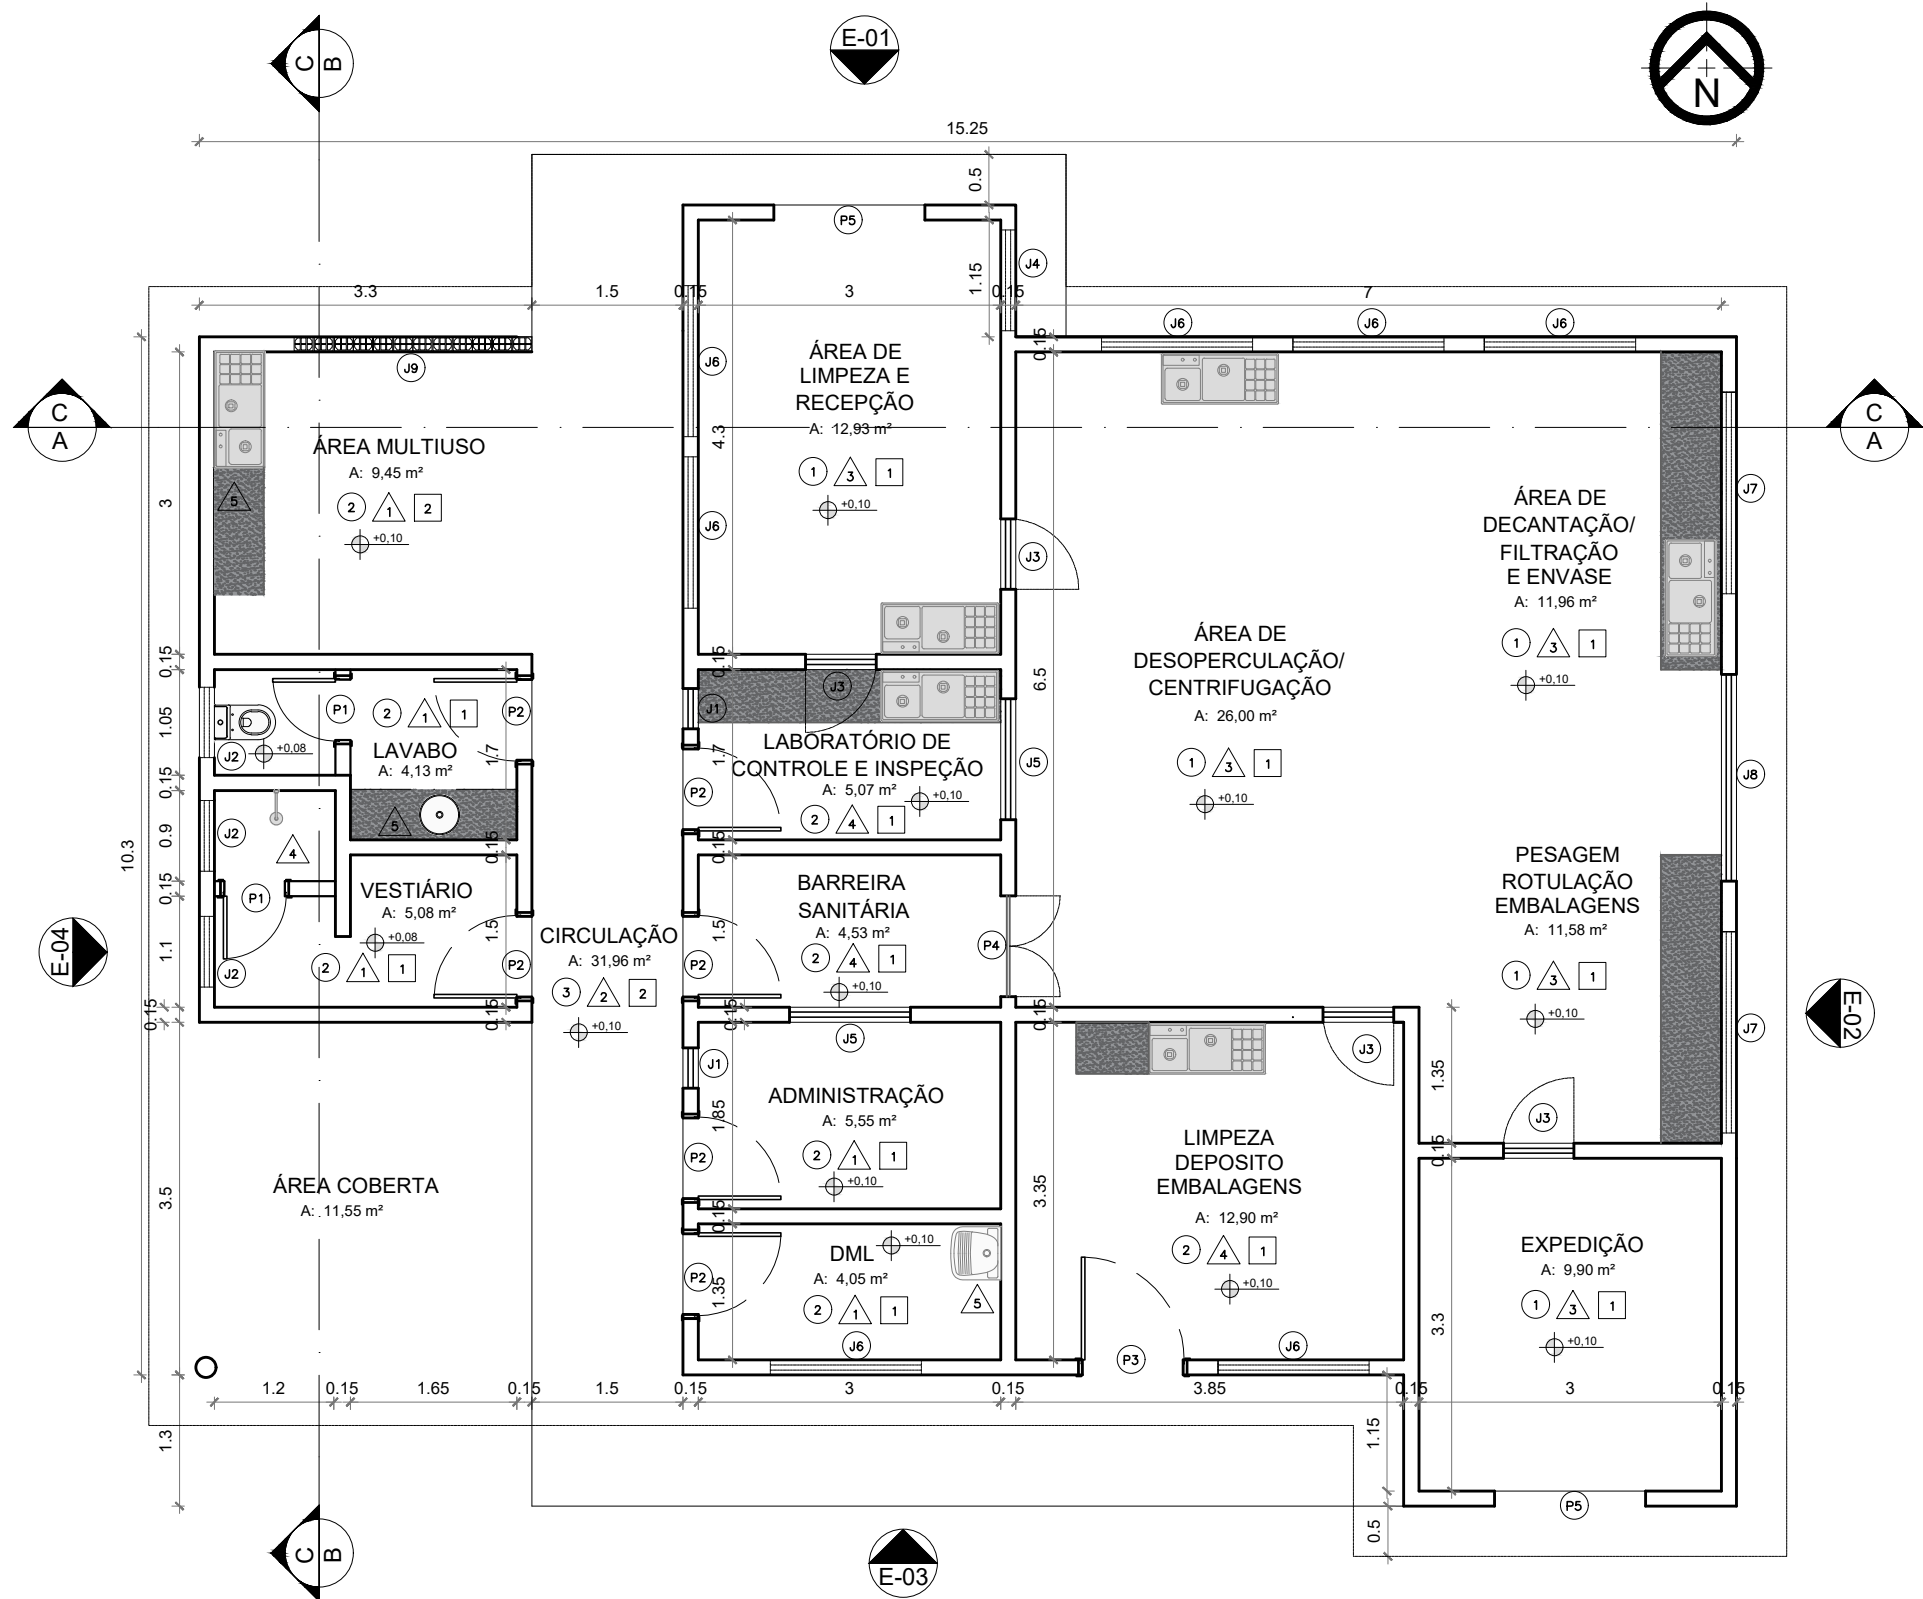 E-01
C
B
N
15.25
0.5
P5
J4
1.15
3.3
1.5
0.15
3
0.15
7
J6
J6
J6
0.15
J9
J6
ÁREA DE
LIMPEZA E
RECEPÇÃO
A: 12,93 m²
1
3
1
+0,10
4.3
J6
C
A
C
A
ÁREA MULTIUSO
A: 9,45 m²
2
1
2
+0,10
5
3
J3
J7
ÁREA DE
DECANTAÇÃO/
FILTRAÇÃO
E ENVASE
A: 11,96 m²
1
3
1
+0,10
ÁREA DE
DESOPERCULAÇÃO/
CENTRIFUGAÇÃO
A: 26,00 m²
1
3
1
+0,10
6.5
0.15
0.15
J3
J1
P1
2
1
1
P2
LAVABO
A: 4,13 m²
1.7
+0,08
J2
1.05
0.15
5
LABORATÓRIO DE
CONTROLE E INSPEÇÃO
A: 5,07 m²
+0,10
2
4
1
1.7
P2
J5
J8
10.3
0.9
J2
4
0.15
0.15
P1
0.15
VESTIÁRIO
A: 5,08 m²
+0,08
2
1
1
1.5
P2
J2
1.1
BARREIRA
SANITÁRIA
A: 4,53 m²
2
4
1
+0,10
1.5
P2
P4
CIRCULAÇÃO
A: 31,96 m²
3
2
2
+0,10
PESAGEM
ROTULAÇÃO
EMBALAGENS
A: 11,58 m²
1
3
1
+0,10
J7
E-04
E-02
0.15
0.15
0.15
0.15
J5
J1
J3
1.35
ADMINISTRAÇÃO
A: 5,55 m²
2
1
1
+0,10
1.85
P2
LIMPEZA
DEPOSITO
EMBALAGENS
A: 12,90 m²
2
4
1
+0,10
3.35
J3
0.15
ÁREA COBERTA
A: 11,55 m²
3.5
0.15
DML
A: 4,05 m²
+0,10
2
1
1
5
P2
1.35
J6
P3
J6
EXPEDIÇÃO
A: 9,90 m²
1
3
1
+0,10
3.3
1.2
0.15
1.65
0.15
1.5
0.15
3
0.15
3.85
0.15
3
0.15
1.3
1.15
P5
0.5
C
B
E-03